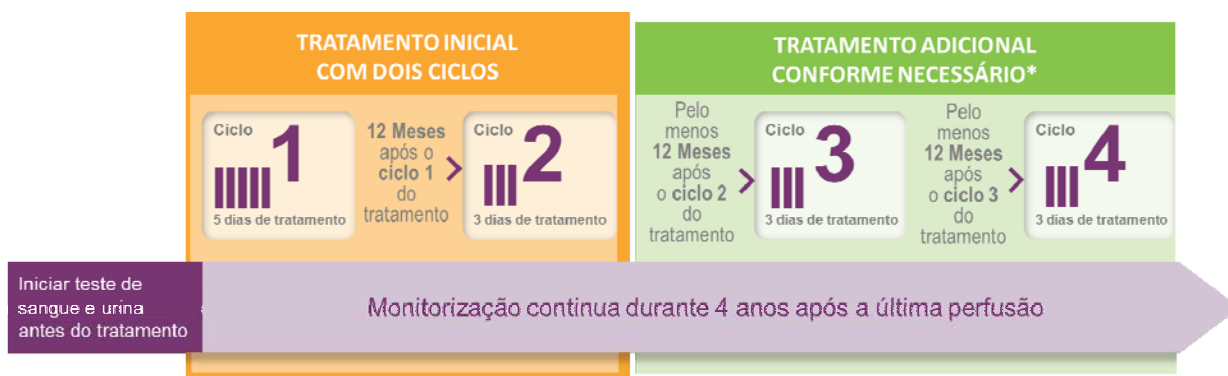 TRATAMENTO INICIAL
COM DOIS CICLOS
Ciclo
1
5 dias de tratamento
12 Meses
após o
ciclo 1
do
tratamento
Ciclo
2
3 dias de tratamento
TRATAMENTO ADICIONAL
CONFORME NECESSÁRIO*
Pelo
menos
12 Meses
após
o ciclo 2
do
tratamento
Ciclo
3
3 dias de tratamento
Pelo
menos
12 Meses
após
o ciclo 3
do
tratamento
Ciclo
4
3 dias de tratamento
Iniciar teste de
sangue e urina
antes do tratamento
Monitorização continua durante 4 anos após a última perfusão